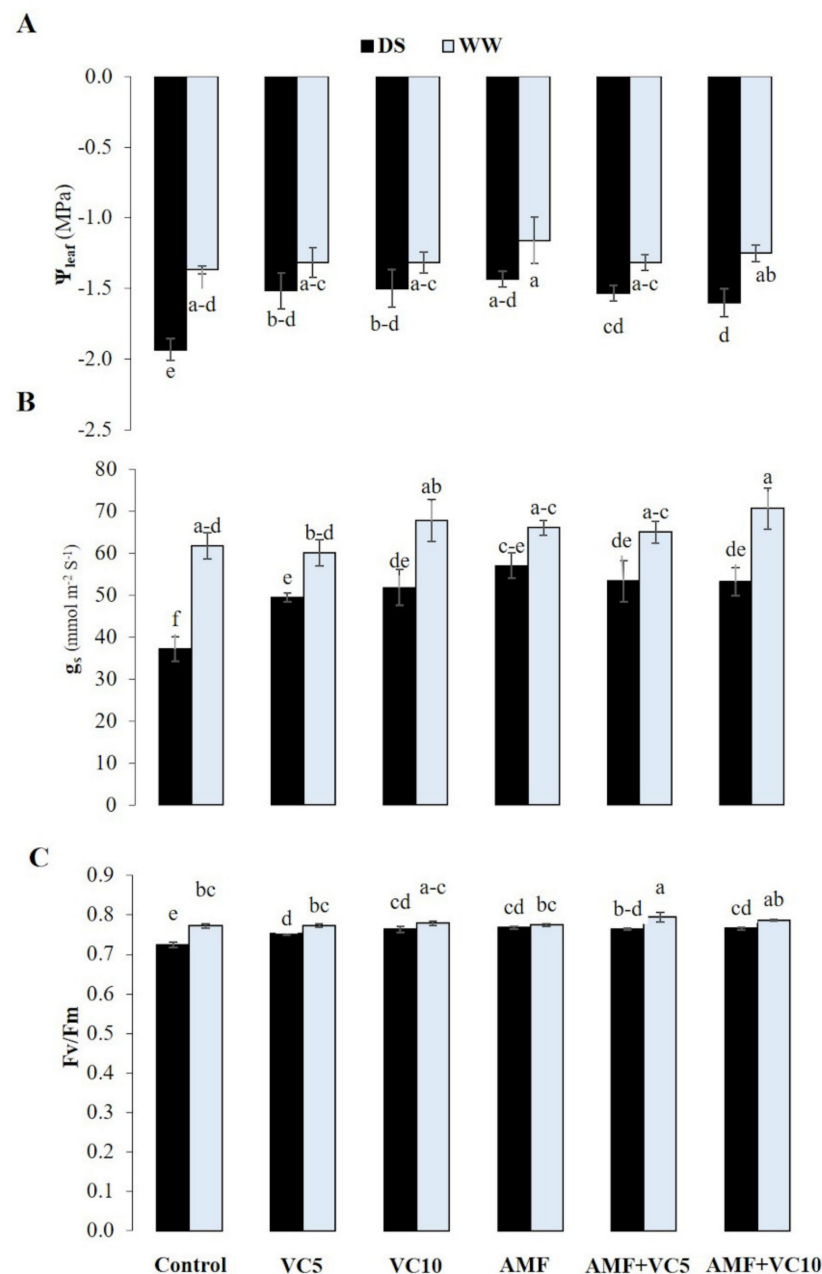 A
DS WW
0.0
-0.5
-1.0
-1.5
-2.0
-2.5
Ψleaf (MPa)
e a-d b-d a-c b-d a-c a-d a cd a-c d ab
B
80
70
60
50
40
30
20
10
0
gs (mmol m-2 S-1)
f a-d e b-d de ab c-e a-c de a-c de a
C
0.9
0.8
0.7
0.6
0.5
0.4
0.3
0.2
0.1
0.0
Fv/Fm
e bc d bc cd a-c cd bc b-d a cd ab
Control VC5 VC10 AMF AMF+VC5 AMF+VC10